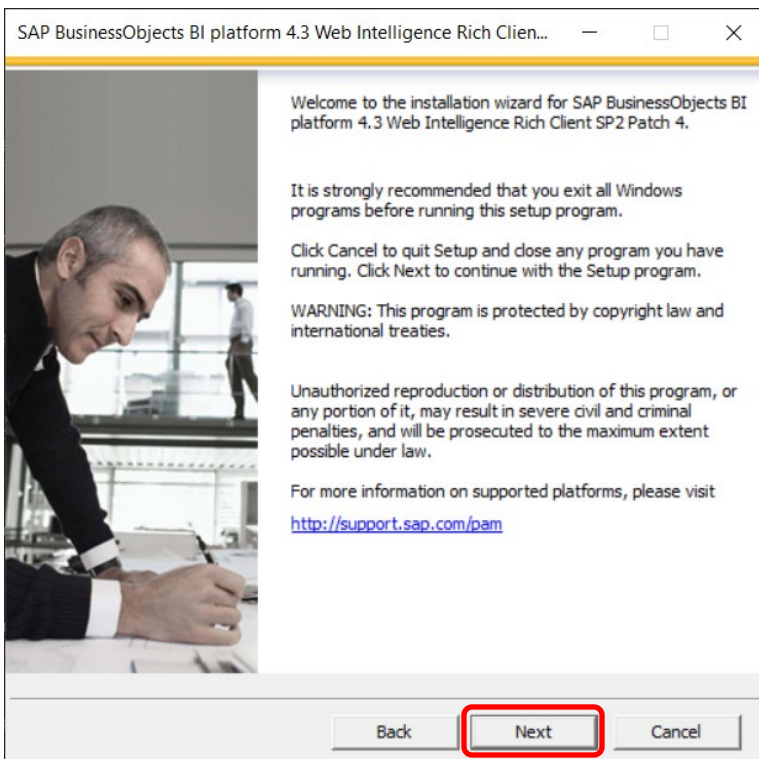 SAP BusinessObjects BI platform 4.3 Web Intelligence Rich Clien...
Welcome to the installation wizard for SAP BusinessObjects BI
platform 4.3 Web Intelligence Rich Client SP2 Patch 4.
It is strongly recommended that you exit all Windows
programs before running this setup program.
Click Cancel to quit Setup and close any program you have
running. Click Next to continue with the Setup program.
WARNING: This program is protected by copyright law and
international treaties.
Unauthorized reproduction or distribution of this program, or
any portion of it, may result in severe civil and criminal
penalties, and will be prosecuted to the maximum extent
possible under law.
For more information on supported platforms, please visit
http://support.sap.com/pam
Back Next Cancel